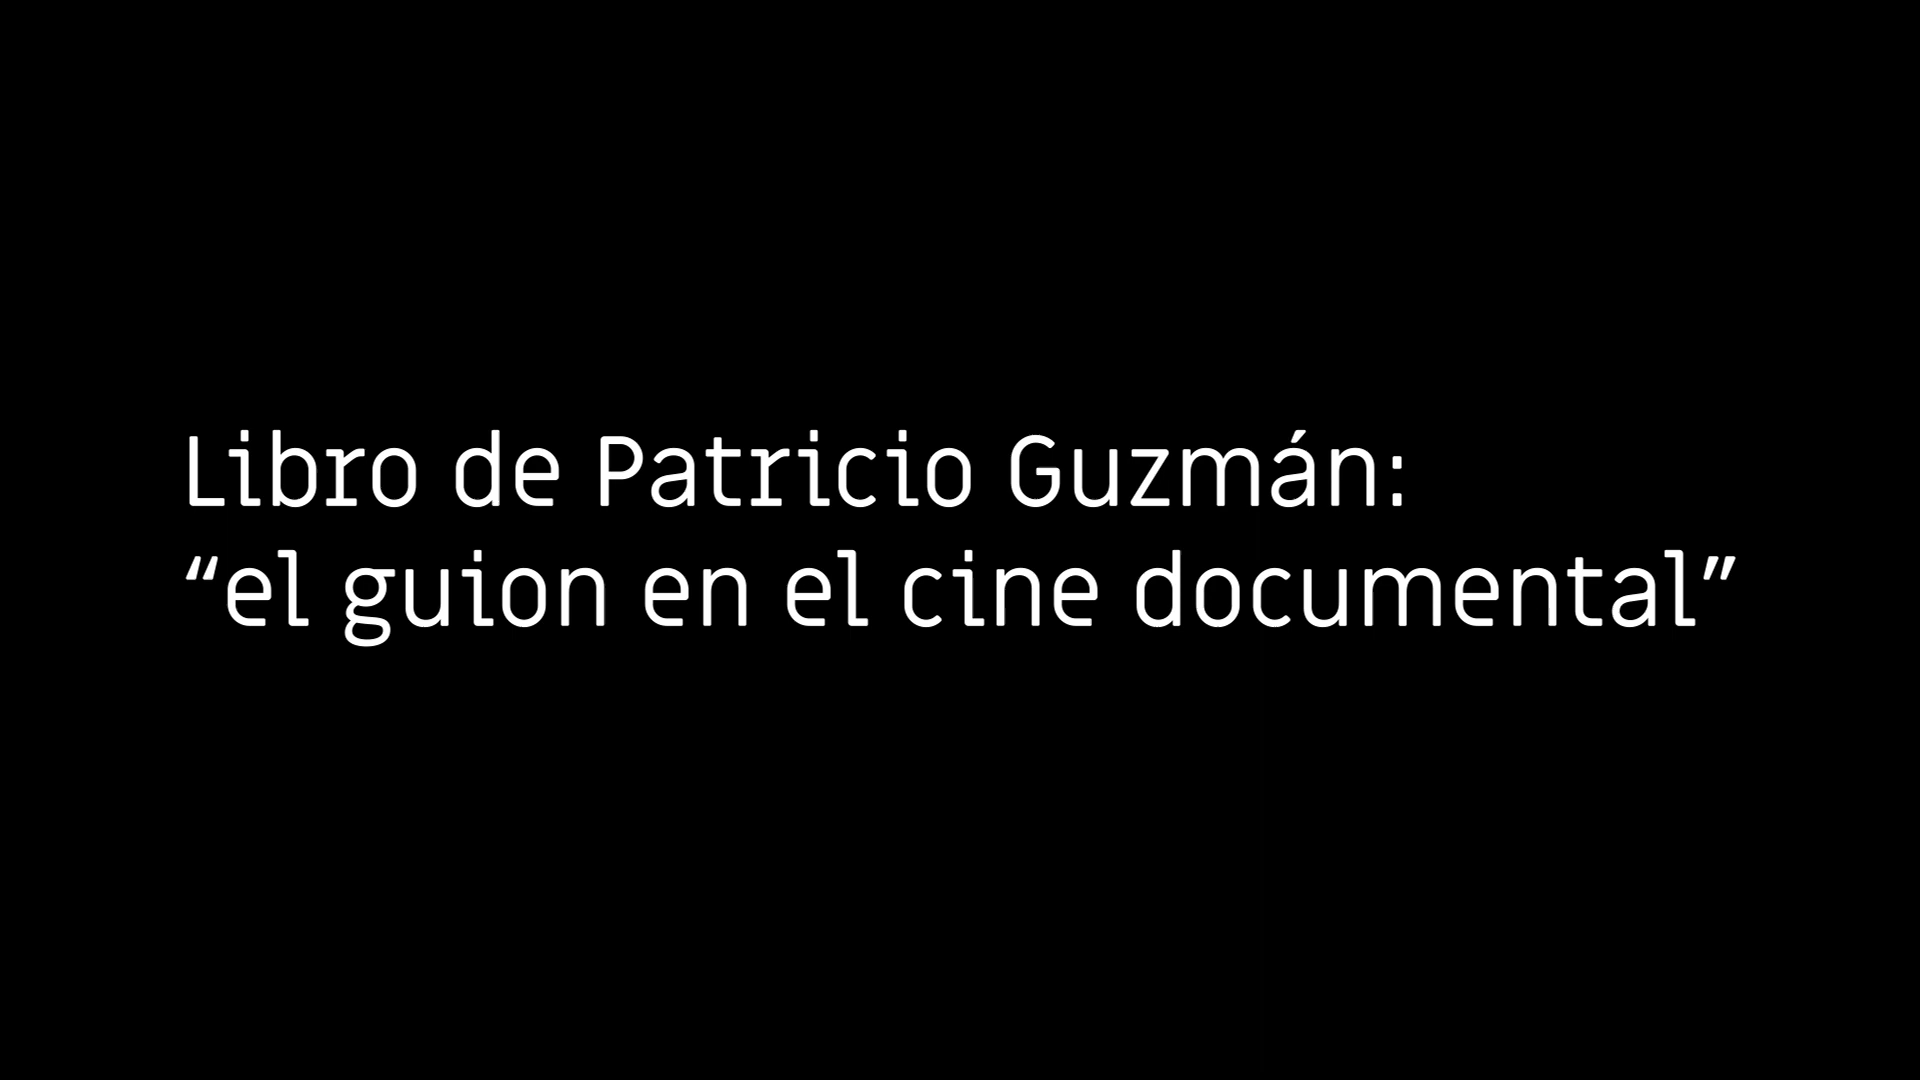 Libro de Patricio Guzmán:
“el guion en el cine documental”